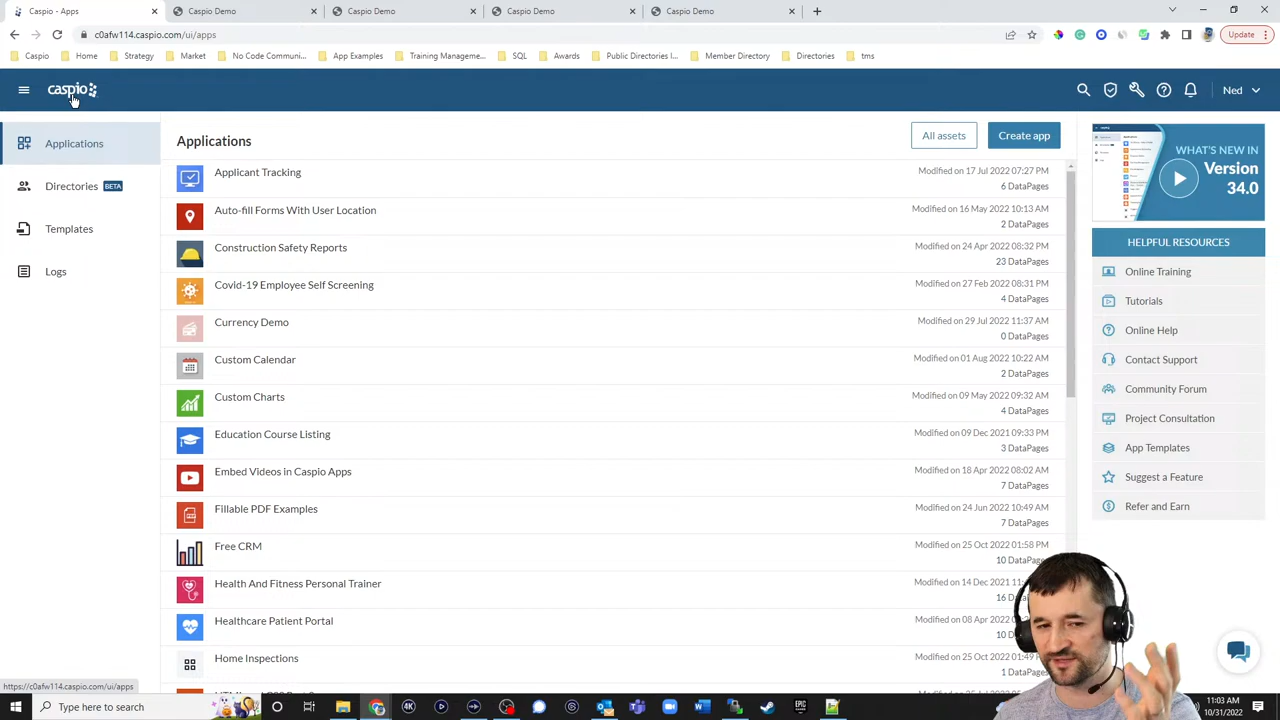 Caspio - Apps
Caspio Demo
Caspio Demo
Caspio Demo
Caspio Demo
c0afw114.caspio.com/ui/apps
Update
Caspio
Home
Strategy
Market
No Code Communi...
App Examples
Training Manageme...
SQL
Awards
Public Directories I...
Member Directory
Directories
tms
caspio
Ned
Applications
Directories BETA
Templates
Logs
Applications
All assets
Create app
Applicant Tracking
Modified on 17 Jul 2022 07:27 PM
6 DataPages
Auto-fill Forms With User Location
Modified on 16 May 2022 10:13 AM
2 DataPages
Construction Safety Reports
Modified on 24 Apr 2022 08:32 PM
23 DataPages
Covid-19 Employee Self Screening
Modified on 27 Feb 2022 08:31 PM
4 DataPages
Currency Demo
Modified on 29 Jul 2022 11:37 AM
0 DataPages
Custom Calendar
Modified on 01 Aug 2022 10:22 AM
2 DataPages
Custom Charts
Modified on 09 May 2022 09:32 AM
4 DataPages
Education Course Listing
Modified on 09 Dec 2021 09:33 PM
3 DataPages
Embed Videos in Caspio Apps
Modified on 18 Apr 2022 08:02 AM
7 DataPages
Fillable PDF Examples
Modified on 24 Jun 2022 10:49 AM
7 DataPages
Free CRM
Modified on 25 Oct 2022 01:58 PM
10 DataPages
Health And Fitness Personal Trainer
Modified on 14 Dec 2021
16
Healthcare Patient Portal
Modified on 08 Apr 2022
10
Home Inspections
Modified on 25 Oct 2022 01:49
1 DataPages
WHAT'S NEW IN
Version
34.0
HELPFUL RESOURCES
Online Training
Tutorials
Online Help
Contact Support
Community Forum
Project Consultation
App Templates
Suggest a Feature
Refer and Earn
https://c0afw114.caspio.com/ui/apps
Type here to search
11:03 AM
10/31/2022